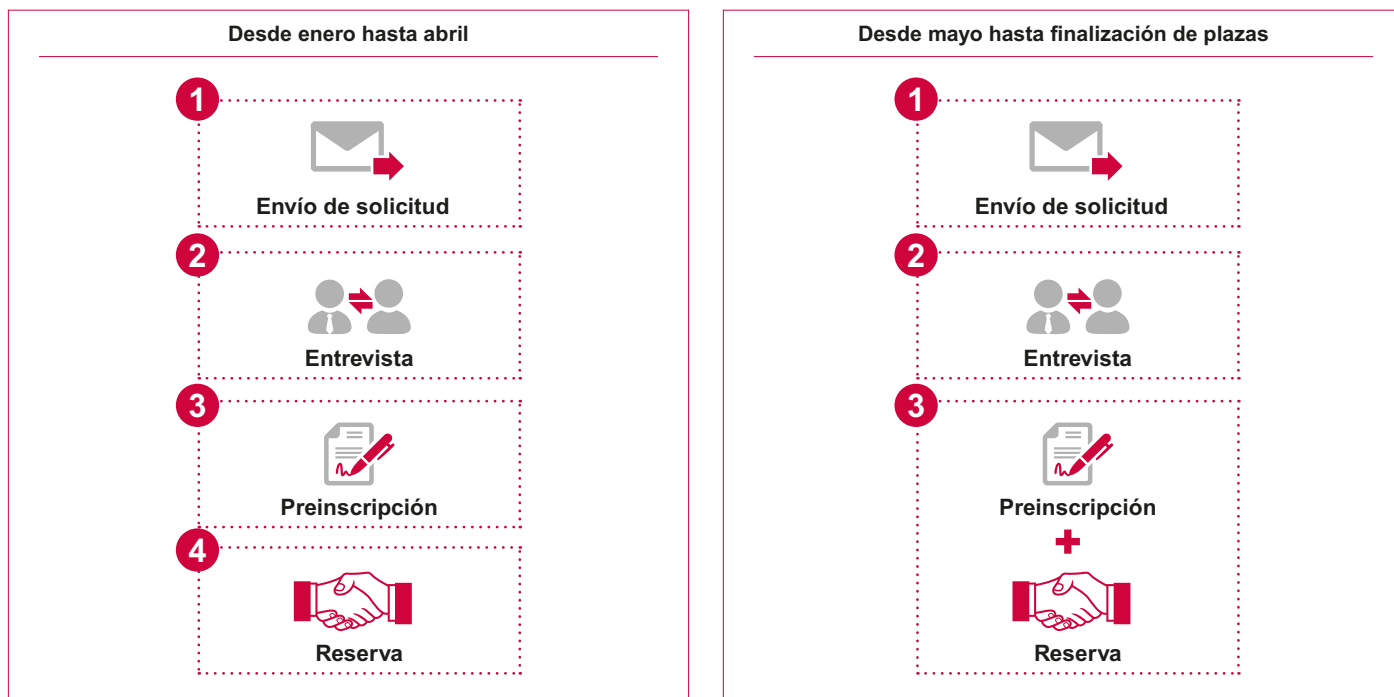 Desde enero hasta abril
1
Envío de solicitud
2
Entrevista
3
Preinscripción
4
Reserva
Desde mayo hasta finalización de plazas
1
Envío de solicitud
2
Entrevista
3
Preinscripción
+
Reserva